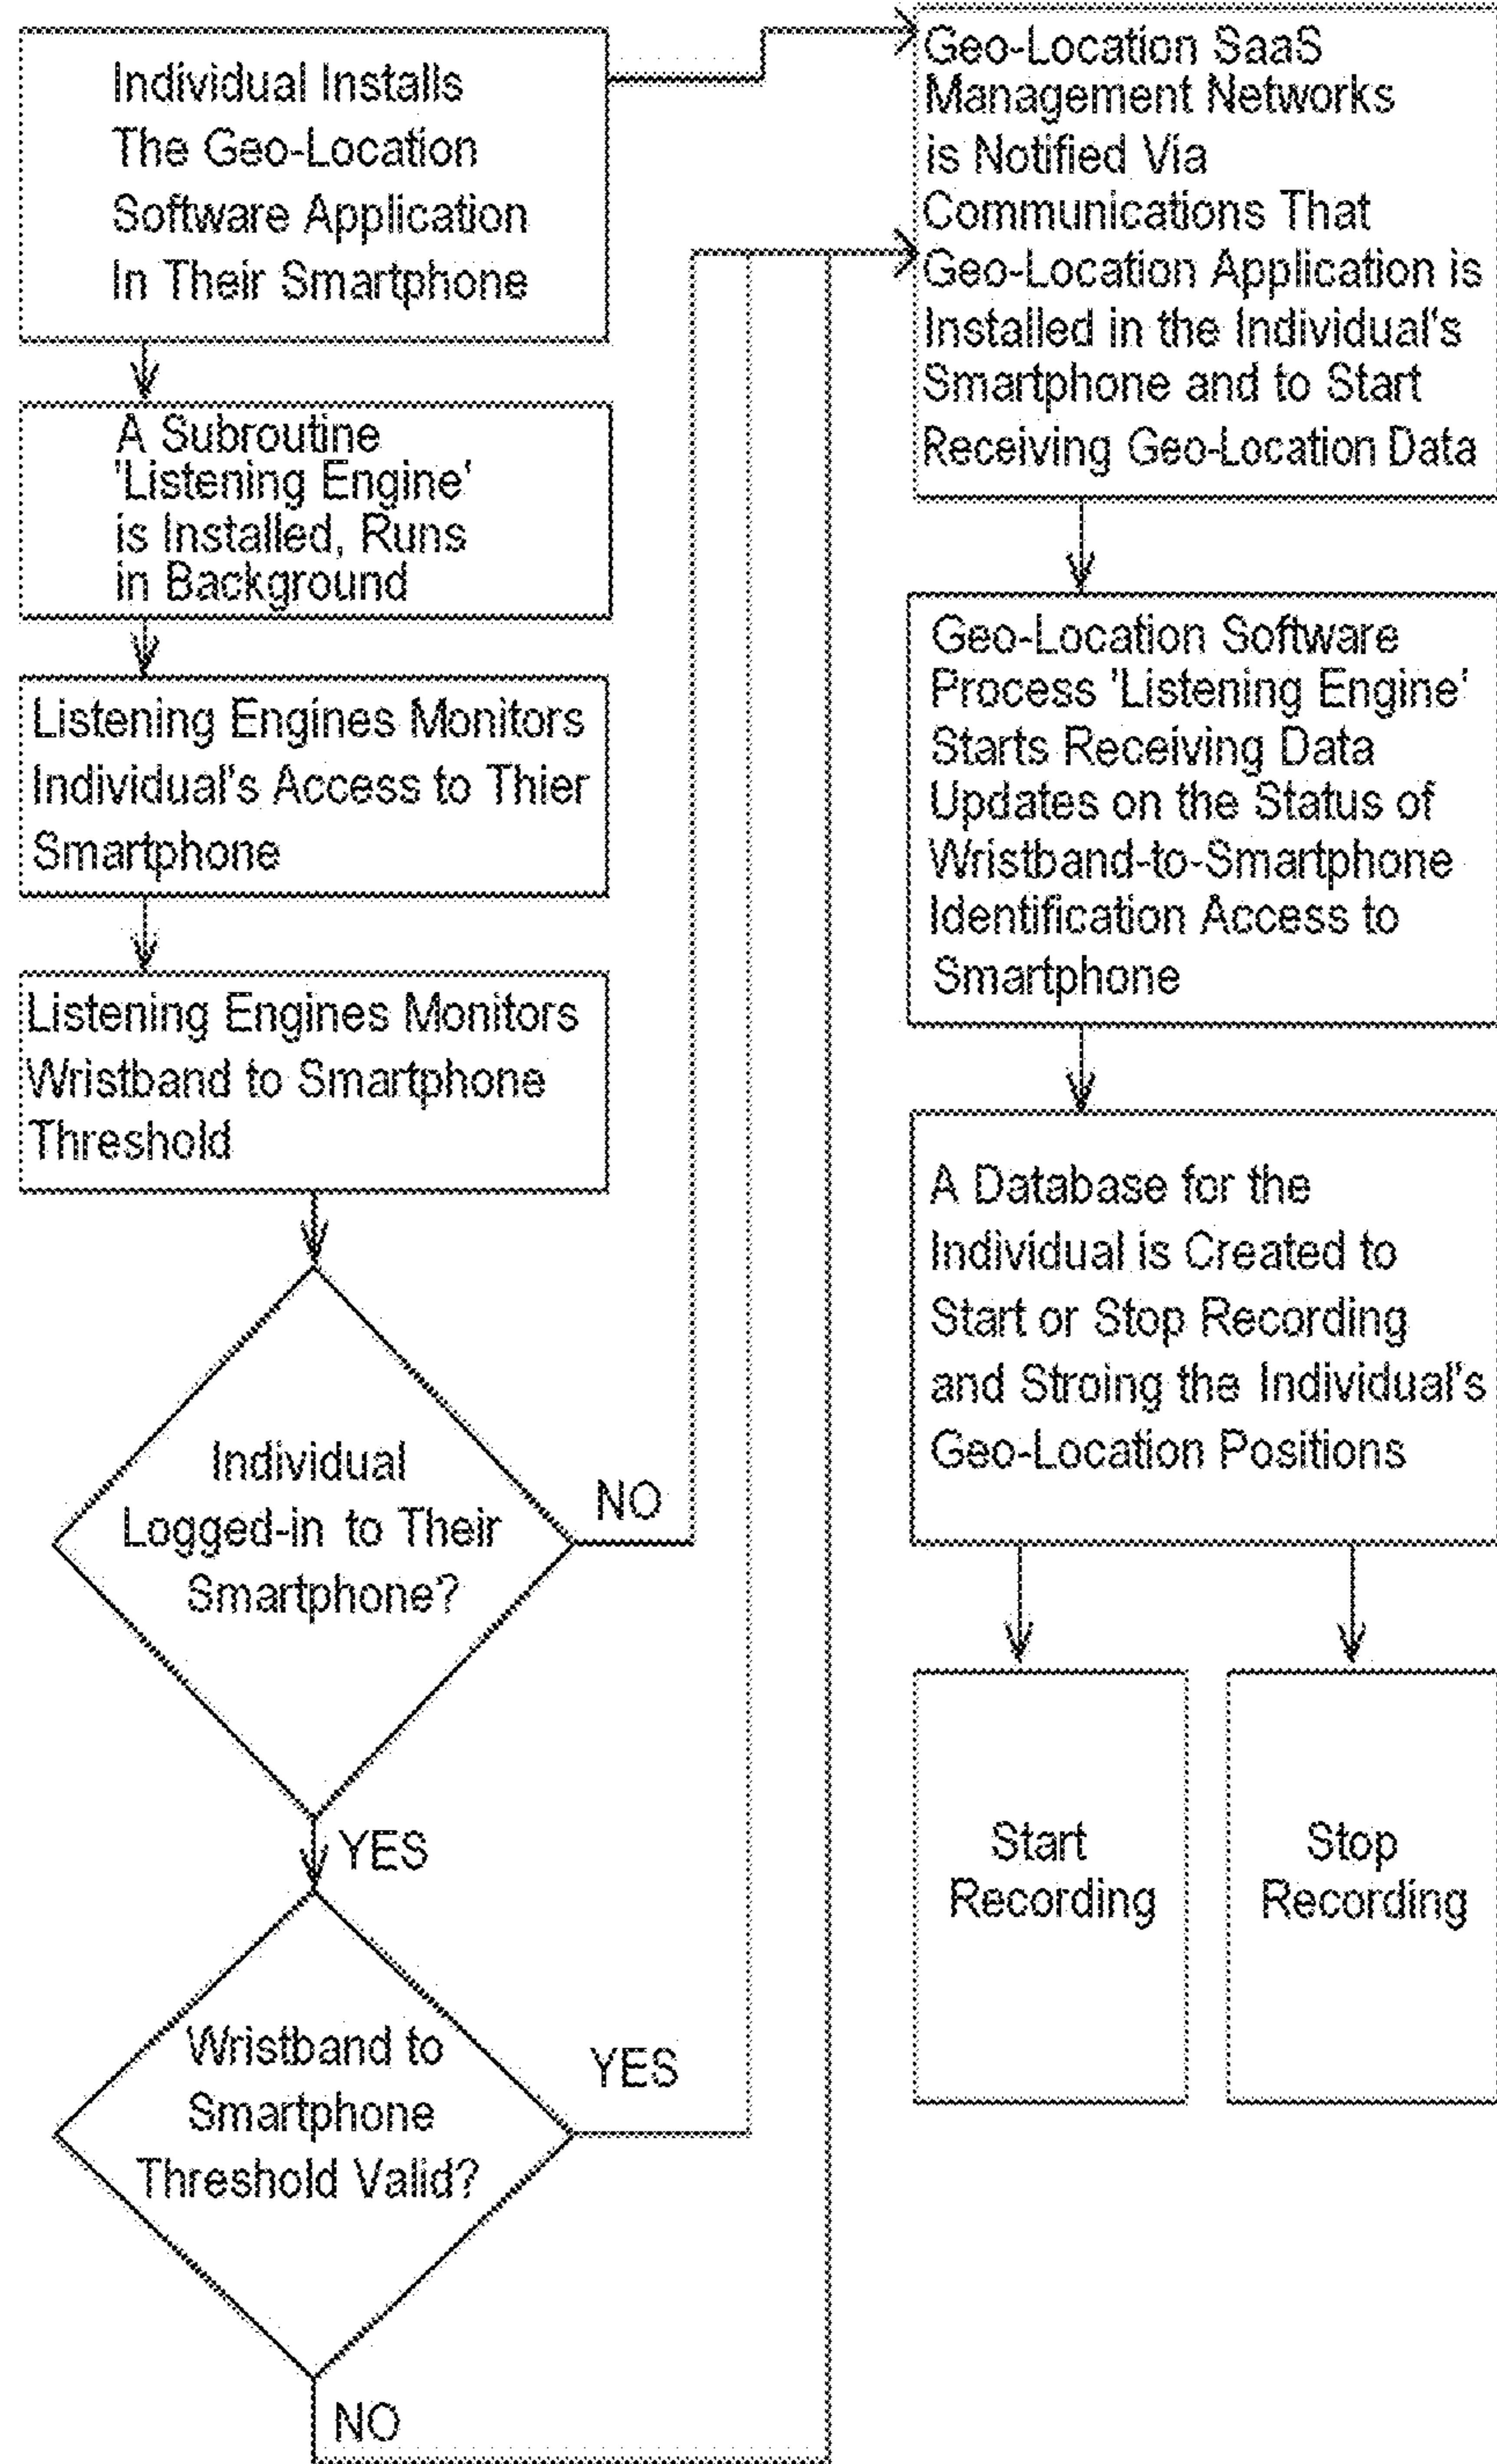 Individual Installs
The Geo-Location
Software Application
In Their Smartphone
A Subroutine
'Listening Engine'
is Installed, Runs
in Background
Listening Engines Monitors
Individual's Access to Thier
Smartphone
Listening Engines Monitors
Wristband to Smartphone
Threshold
Individual
Logged-in to Their
Smartphone?
NO
YES
Wristband to
Smartphone
Threshold Valid?
YES
NO
Geo-Location SaaS
Management Networks
is Notified Via
Communications That
Geo-Location Application is
Installed in the Individual's
Smartphone and to Start
Receiving Geo-Location Data
Geo-Location Software
Process 'Listening Engine'
Starts Receiving Data
Updates on the Status of
Wristband-to-Smartphone
Identification Access to
Smartphone
A Database for the
Individual is Created to
Start or Stop Recording
and Stroing the Individual's
Geo-Location Positions
Start
Recording
Stop
Recording